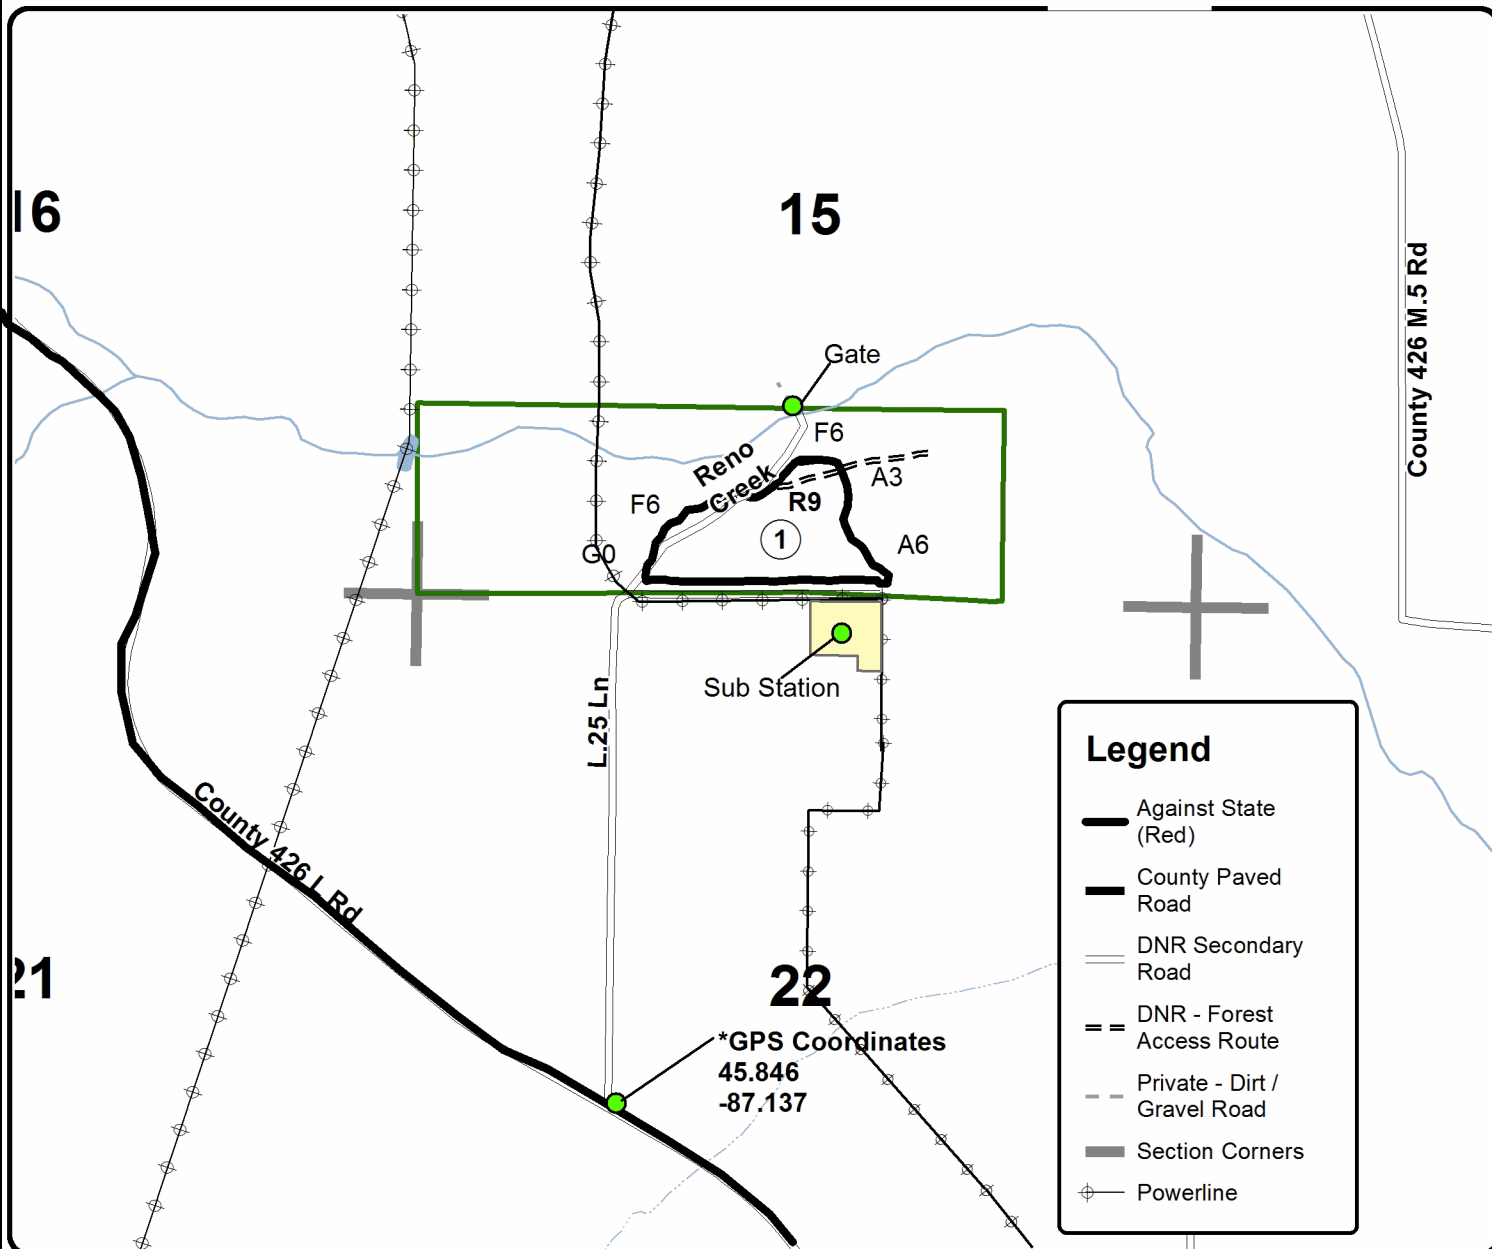 16
15
County 426 M.5 Rd
Gate
F6
Reno
Creek
A3
F6
R9
1
A6
G0
Sub Station
L.25 Ln
County 426 L Rd
21
22
*GPS Coordinates
45.846
-87.137
Legend
Against State
(Red)
County Paved
Road
DNR Secondary
Road
DNR - Forest
Access Route
Private - Dirt /
Gravel Road
Section Corners
Powerline